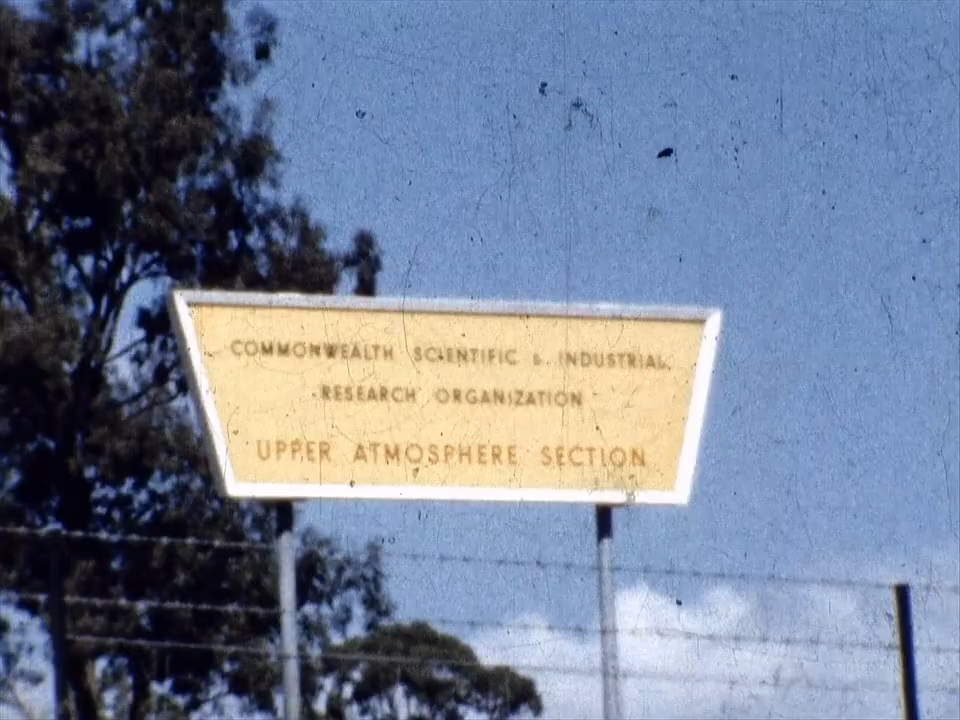 COMMONWEALTH SCIENTIFIC & INDUSTRIAL
RESEARCH ORGANIZATION
UPPER ATMOSPHERE SECTION